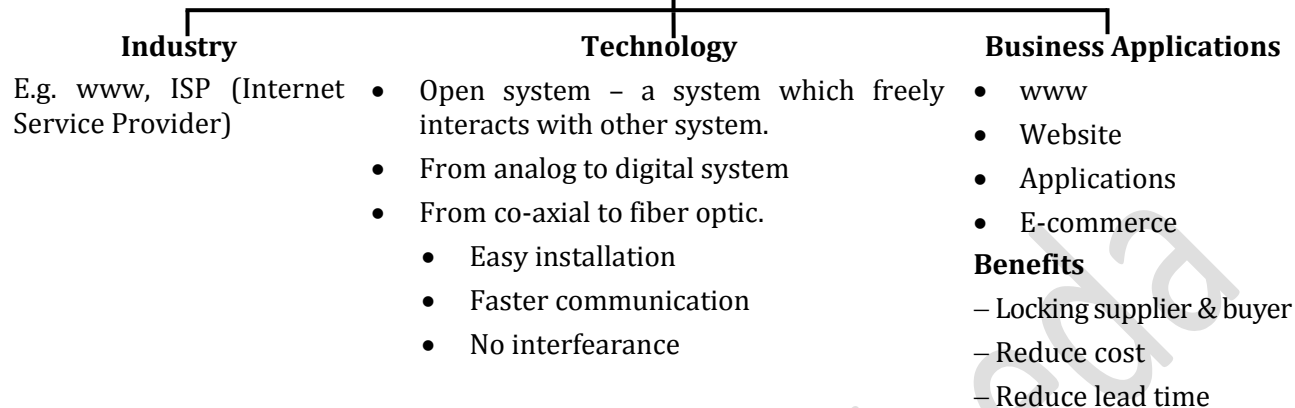 Industry
E.g. www, ISP (Internet
Service Provider)
Technology
• Open system – a system which freely
interacts with other system.
• From analog to digital system
• From co-axial to fiber optic.
• Easy installation
• Faster communication
• No interfearance
Business Applications
• www
• Website
• Applications
• E-commerce
Benefits
– Locking supplier & buyer
– Reduce cost
– Reduce lead time